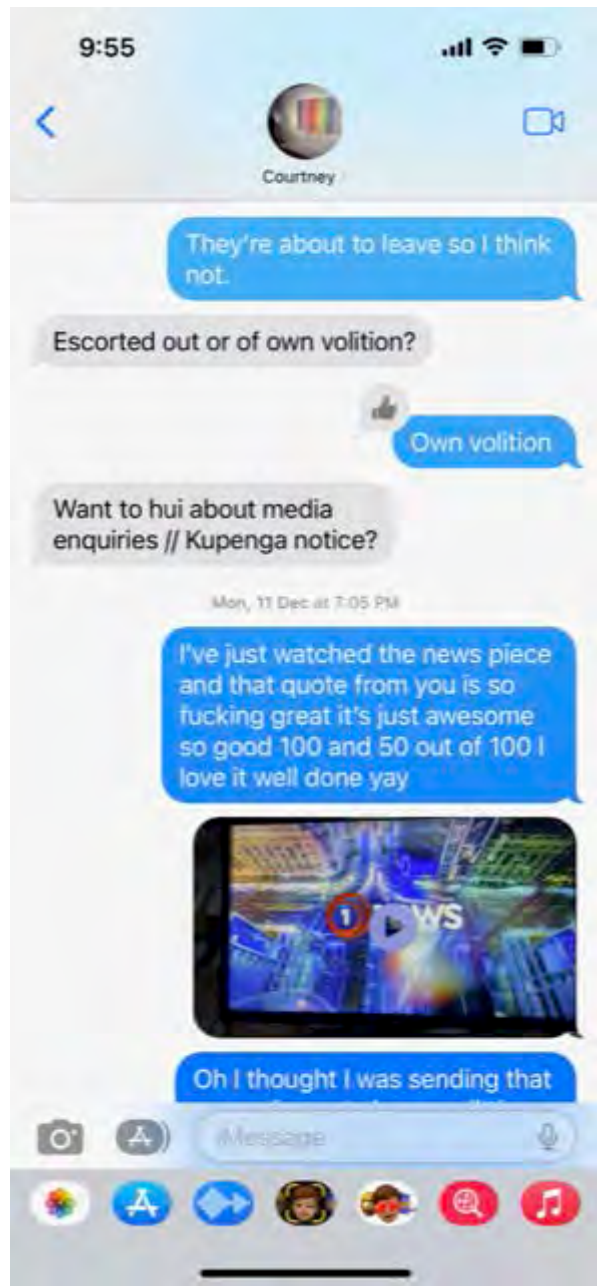 9:55
Courtney
They're about to leave so I think
not.
Escorted out or of own volition?
Own volition
Want to hui about media
enquiries // Kupenga notice?
Mon, 11 Dec at 7:05 PM
I've just watched the news piece
and that quote from you is so
fucking great it's just awesome
so good 100 and 50 out of 100 I
love it well done yay
1 NEWS
Oh I thought I was sending that
iMessage